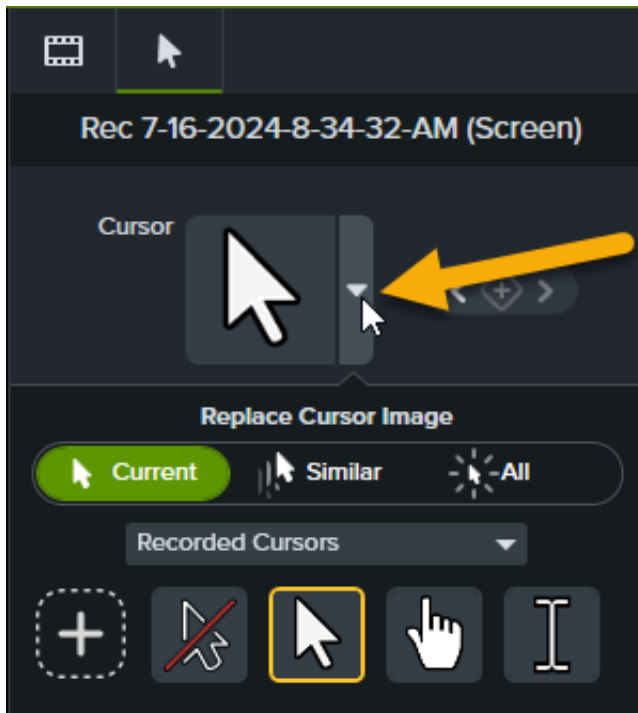 Rec 7-16-2024-8-34-32-AM (Screen)
Cursor
Replace Cursor Image
Current Similar All
Recorded Cursors